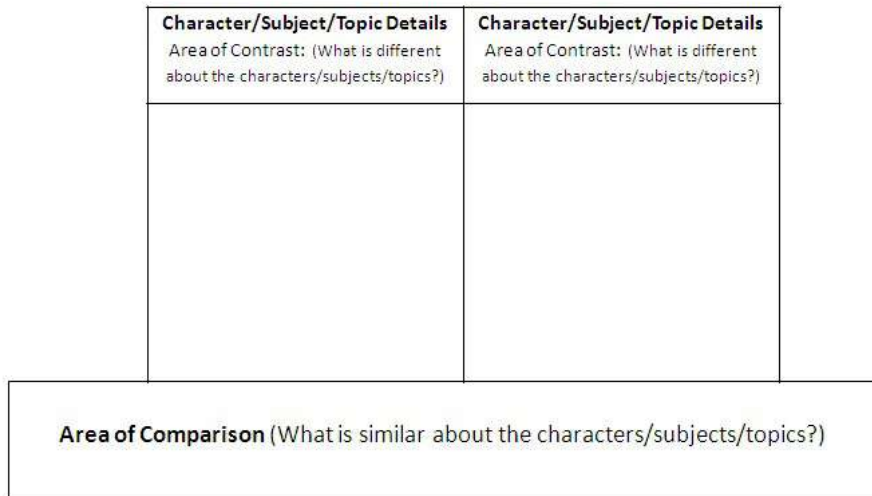 Character/Subject/Topic Details
Area of Contrast: (What is different
about the characters/subjects/topics?)
Character/Subject/Topic Details
Area of Contrast: (What is different
about the characters/subjects/topics?)
Area of Comparison (What is similar about the characters/subjects/topics?)